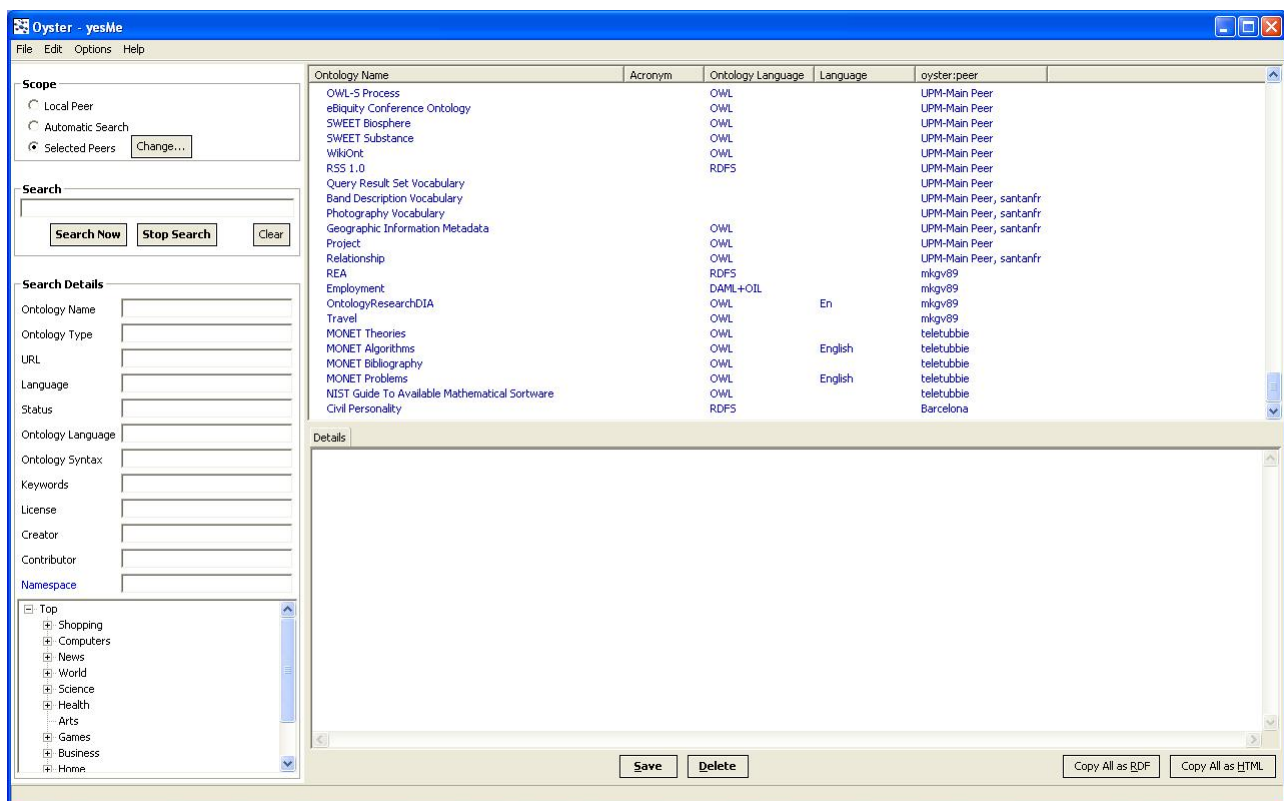 Oyster - yesMe
File Edit Options Help
Scope
Local Peer
Automatic Search
Selected Peers Change...
Search
Search Now Stop Search Clear
Search Details
Ontology Name
Ontology Type
URL
Language
Status
Ontology Language
Ontology Syntax
Keywords
License
Creator
Contributor
Namespace
Top
Shopping
Computers
News
World
Science
Health
Arts
Games
Business
Home
Ontology Name Acronym Ontology Language Language oyster:peer
OWL-S Process OWL UPM-Main Peer
eBiquity Conference Ontology OWL UPM-Main Peer
SWEET Biosphere OWL UPM-Main Peer
SWEET Substance OWL UPM-Main Peer
WikiOnt OWL UPM-Main Peer
RSS 1.0 RDFS UPM-Main Peer
Query Result Set Vocabulary UPM-Main Peer
Band Description Vocabulary UPM-Main Peer, santanfr
Photography Vocabulary UPM-Main Peer, santanfr
Geographic Information Metadata OWL UPM-Main Peer, santanfr
Project OWL UPM-Main Peer
Relationship OWL UPM-Main Peer, santanfr
REA RDFS mkgv89
Employment DAML+OIL mkgv89
OntologyResearchDIA OWL En mkgv89
Travel OWL mkgv89
MONET Theories OWL teletubbie
MONET Algorithms OWL English teletubbie
MONET Bibliography OWL teletubbie
MONET Problems OWL English teletubbie
NIST Guide To Available Mathematical Sortware OWL teletubbie
Civil Personality RDFS Barcelona
Details
Save Delete Copy All as RDF Copy All as HTML